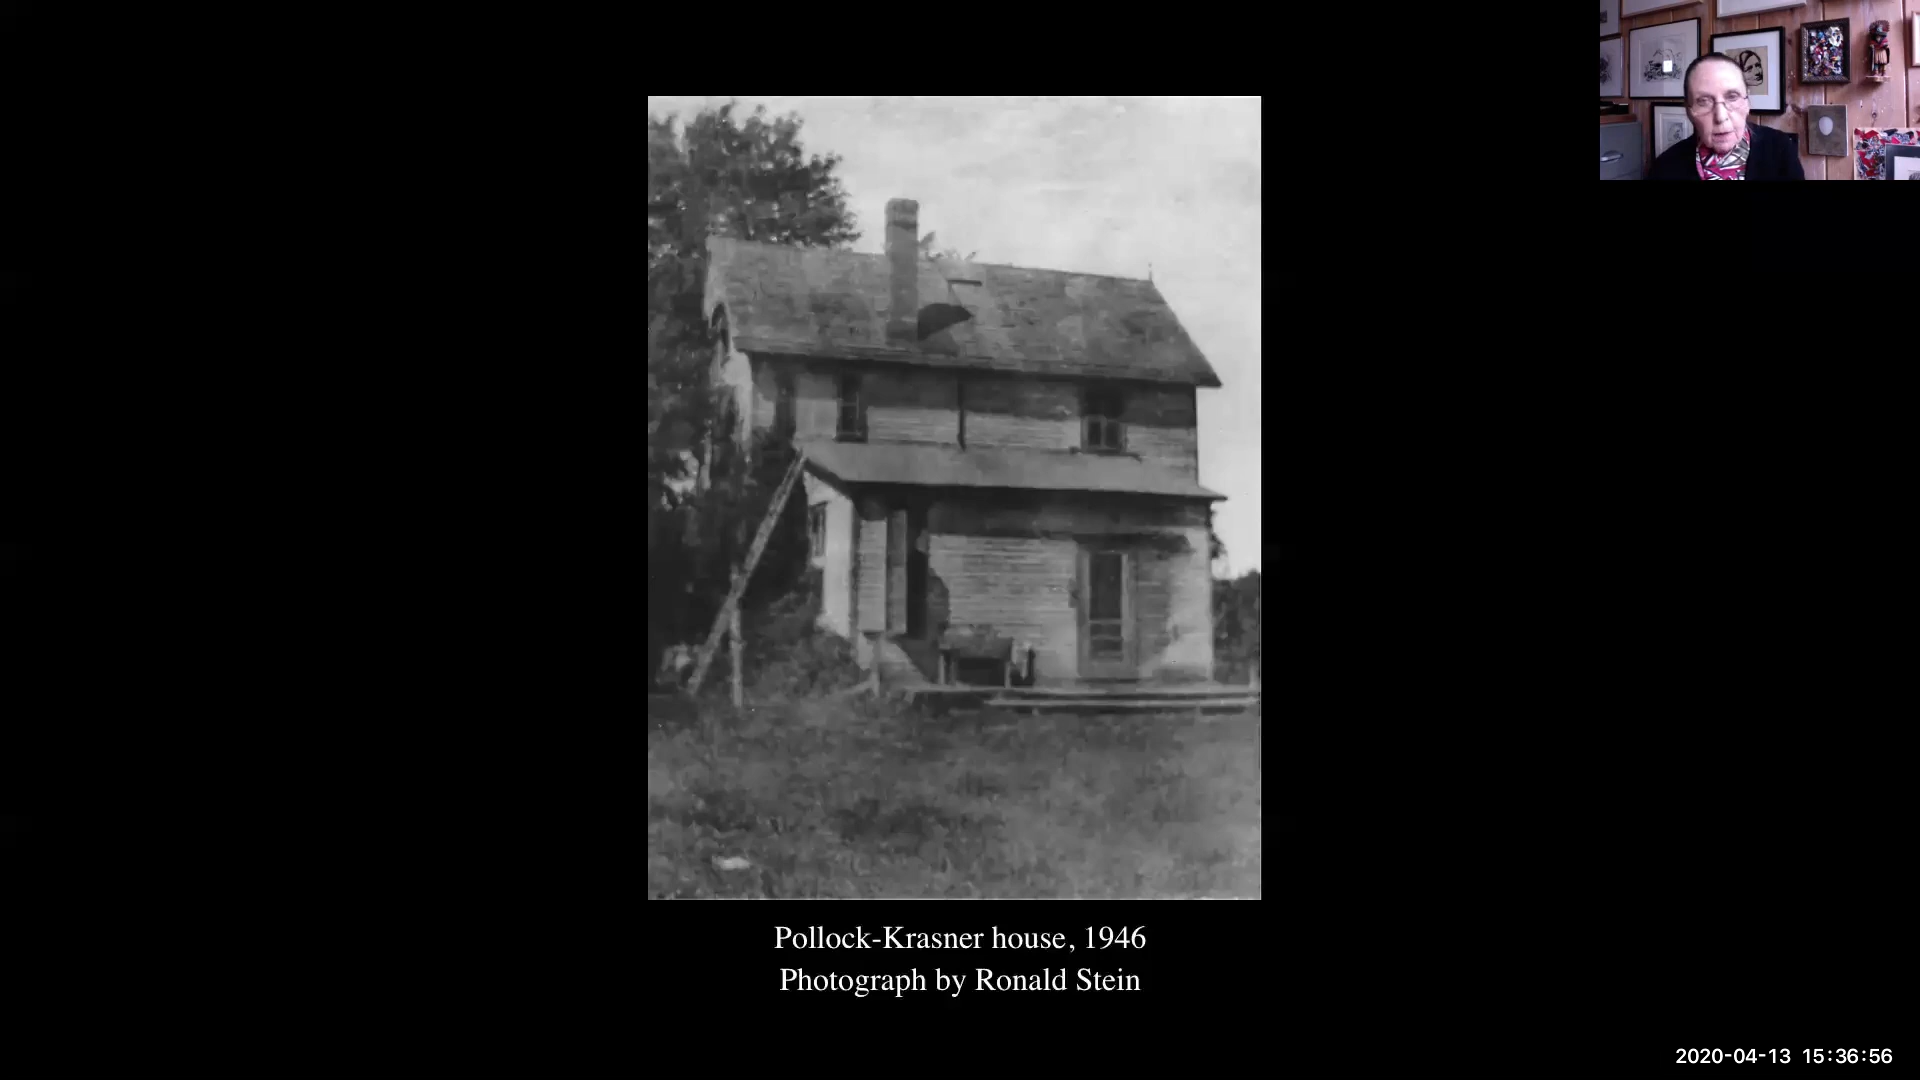 Pollock-Krasner house, 1946
Photograph by Ronald Stein
2020-04-13 15:36:56